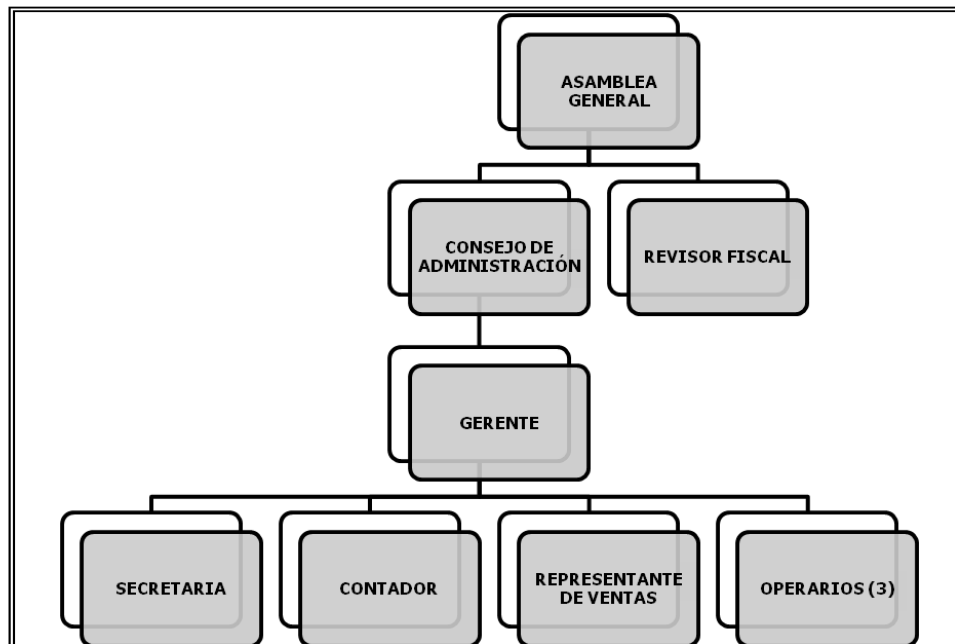 ASAMBLEA
GENERAL
CONSEJO DE
ADMINISTRACIÓN
REVISOR FISCAL
GERENTE
SECRETARIA
CONTADOR
REPRESENTANTE
DE VENTAS
OPERARIOS (3)